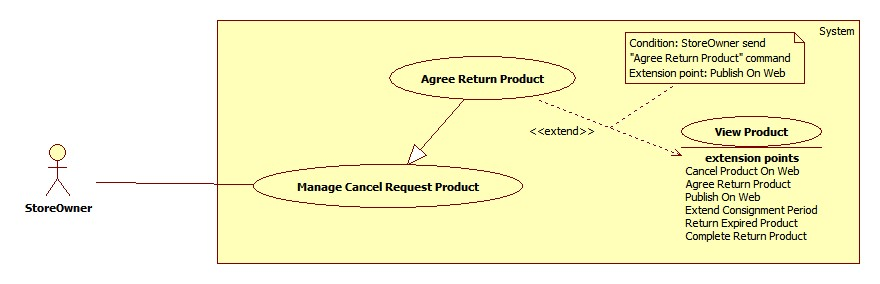 System
Condition: StoreOwner send
"Agree Return Product" command
Extension point: Publish On Web
Agree Return Product
<<extend>>
View Product
extension points
Cancel Product On Web
Agree Return Product
Publish On Web
Extend Consignment Period
Return Expired Product
Complete Return Product
Manage Cancel Request Product
StoreOwner